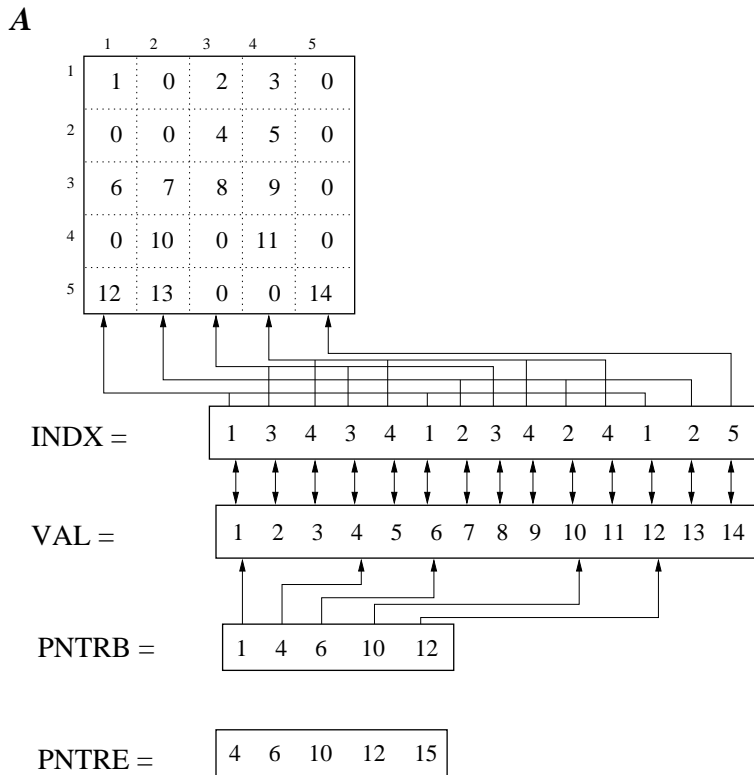 A
1 2 3 4 5
1 1 0 2 3 0
2 0 0 4 5 0
3 6 7 8 9 0
4 0 10 0 11 0
5 12 13 0 0 14
INDX = 1 3 4 3 4 1 2 3 4 2 4 1 2 5
VAL = 1 2 3 4 5 6 7 8 9 10 11 12 13 14
PNTRB = 1 4 6 10 12
PNTRE = 4 6 10 12 15